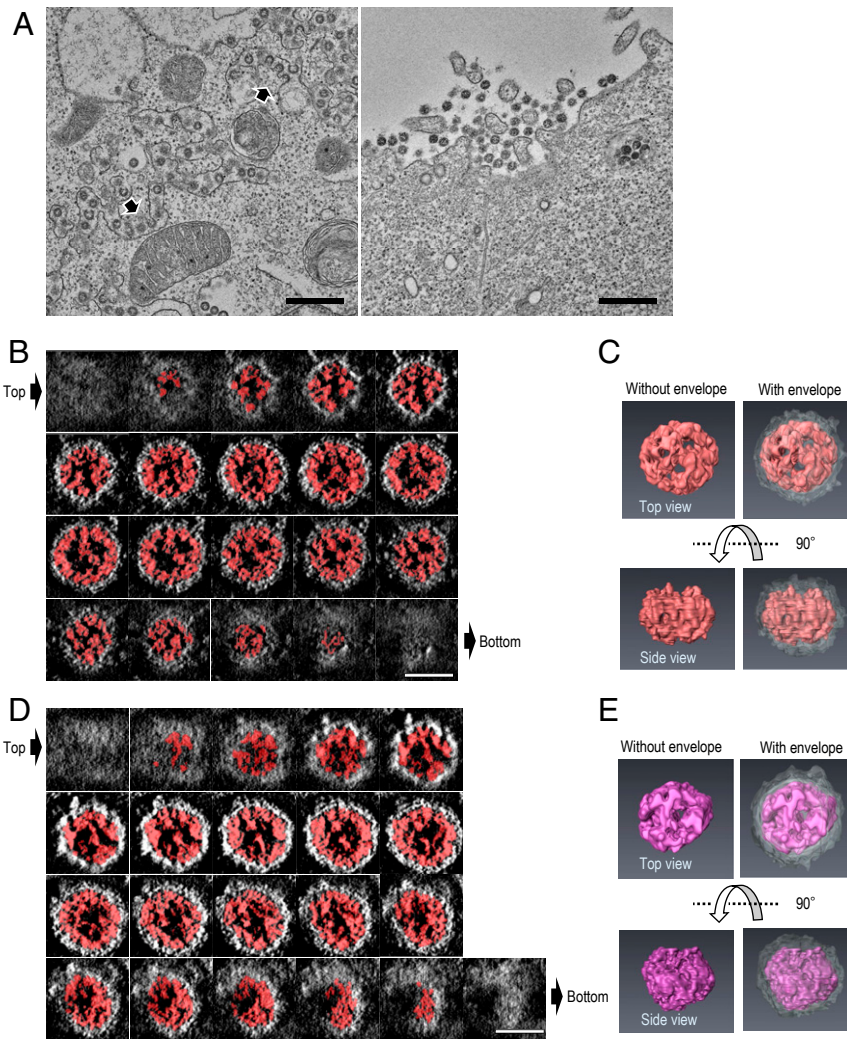 A
B
Top
Bottom
C
Without envelope
With envelope
Top view
90°
Side view
D
Top
Bottom
E
Without envelope
With envelope
Top view
90°
Side view